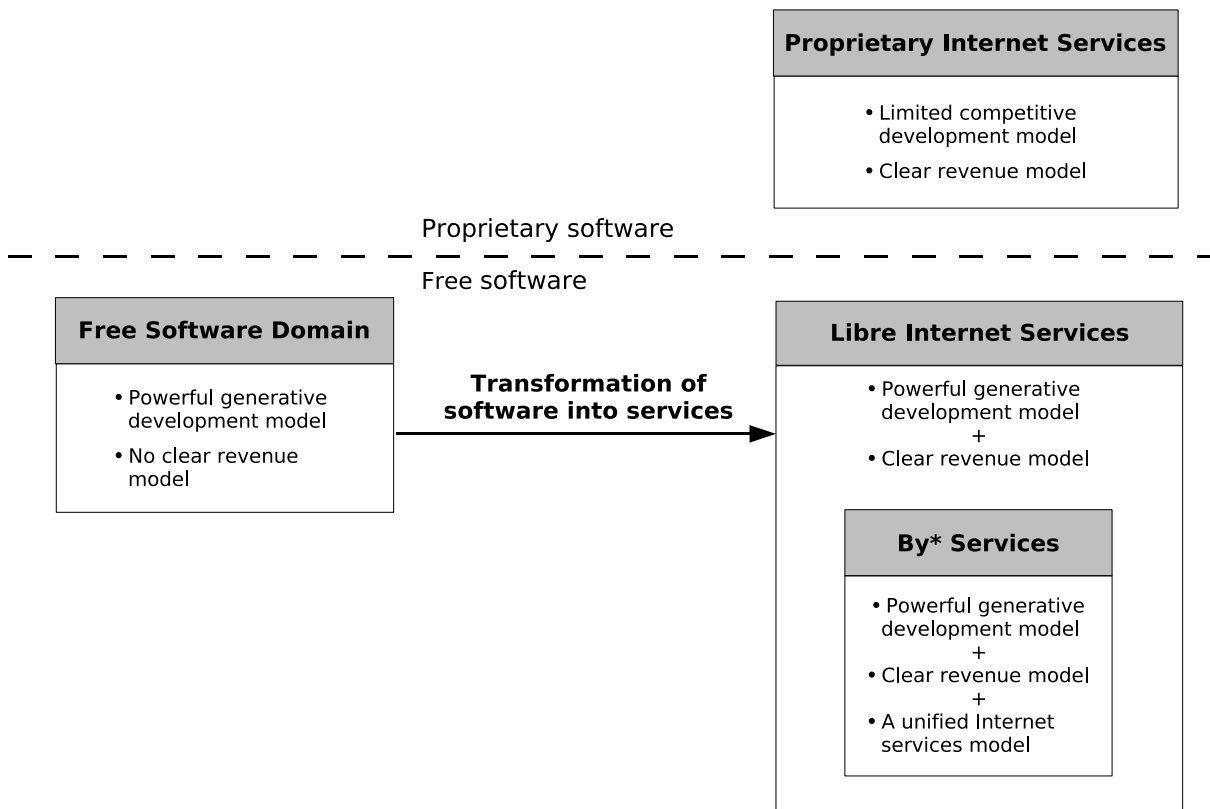 Proprietary Internet Services
• Limited competitive
development model
• Clear revenue model
Proprietary software
Free software
Free Software Domain
• Powerful generative
development model
• No clear revenue
model
Transformation of
software into services
Libre Internet Services
• Powerful generative
development model
+
• Clear revenue model
By* Services
• Powerful generative
development model
+
• Clear revenue model
+
• A unified Internet
services model